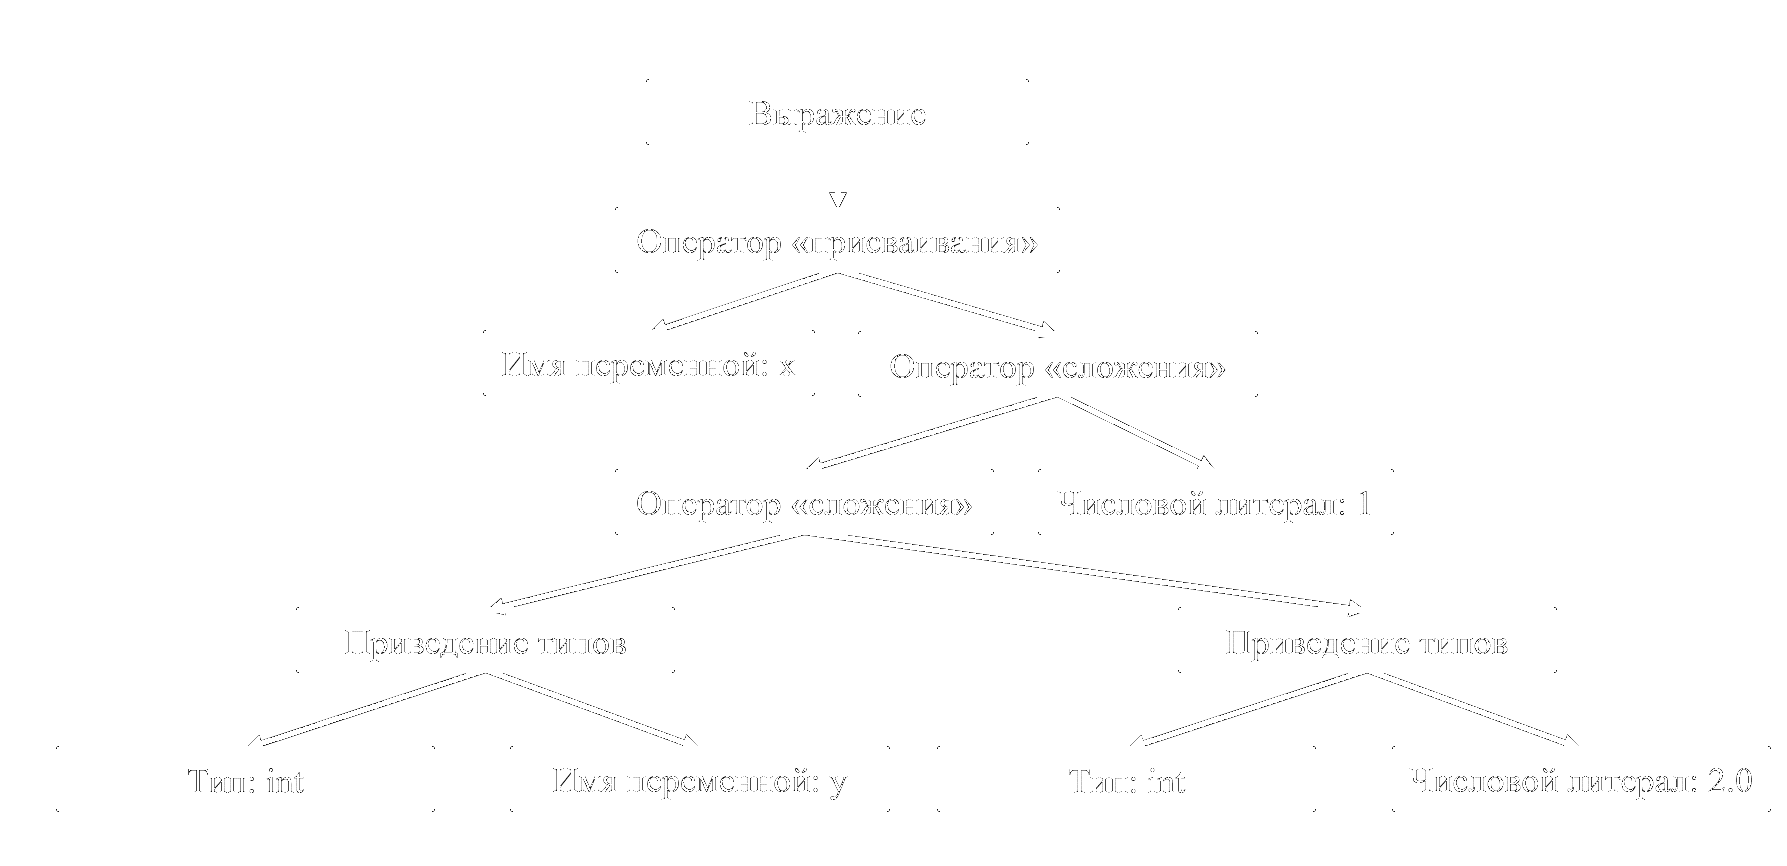 Выражение
Оператор «присваивания»
Имя переменной: x
Оператор «сложения»
Оператор «сложения»
Числовой литерал: 1
Приведение типов
Приведение типов
Тип: int
Имя переменной: y
Тип: int
Числовой литерал: 2.0